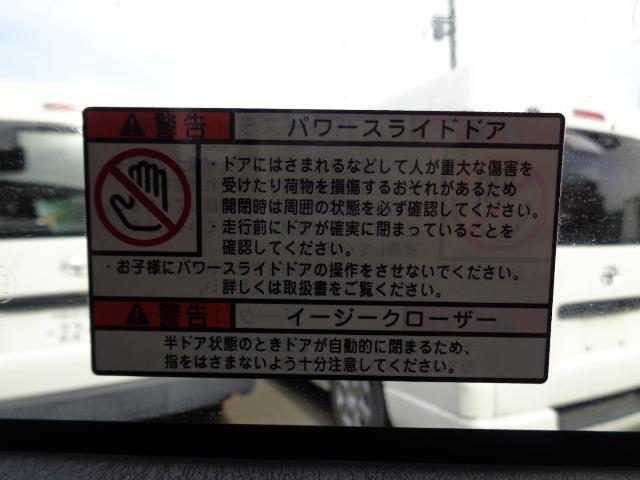 警告 パワースライドドア
・ドアにはさまれるなどして人が重大な傷害を
受けたり荷物を損傷するおそれがあるため
開閉時は周囲の状態を必ず確認してください。
・走行前にドアが確実に閉まっていることを
確認してください。
・お子様にパワースライドドアの操作をさせないでください。
詳しくは取扱書をご覧ください。
警告 イージークローザー
半ドア状態のときドアが自動的に閉まるため、
指をはさまないよう十分注意してください。